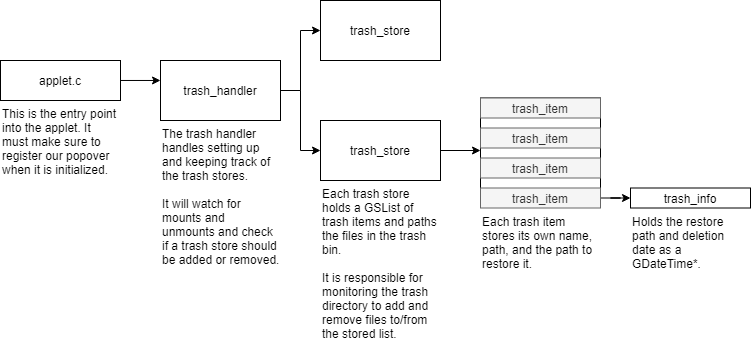 applet.c
This is the entry point
into the applet. It
must make sure to
register our popover
when it is initialized.
trash_handler
The trash handler
handles setting up
and keeping track of
the trash stores.
It will watch for
mounts and
unmounts and check
if a trash store should
be added or removed.
trash_store
trash_store
Each trash store
holds a GSList of
trash items and paths
the files in the trash
bin.
It is responsible for
monitoring the trash
directory to add and
remove files to/from
the stored list.
trash_item
trash_item
trash_item
trash_item
Each trash item
stores its own name,
path, and the path to
restore it.
trash_info
Holds the restore
path and deletion
date as a
GDateTime*.